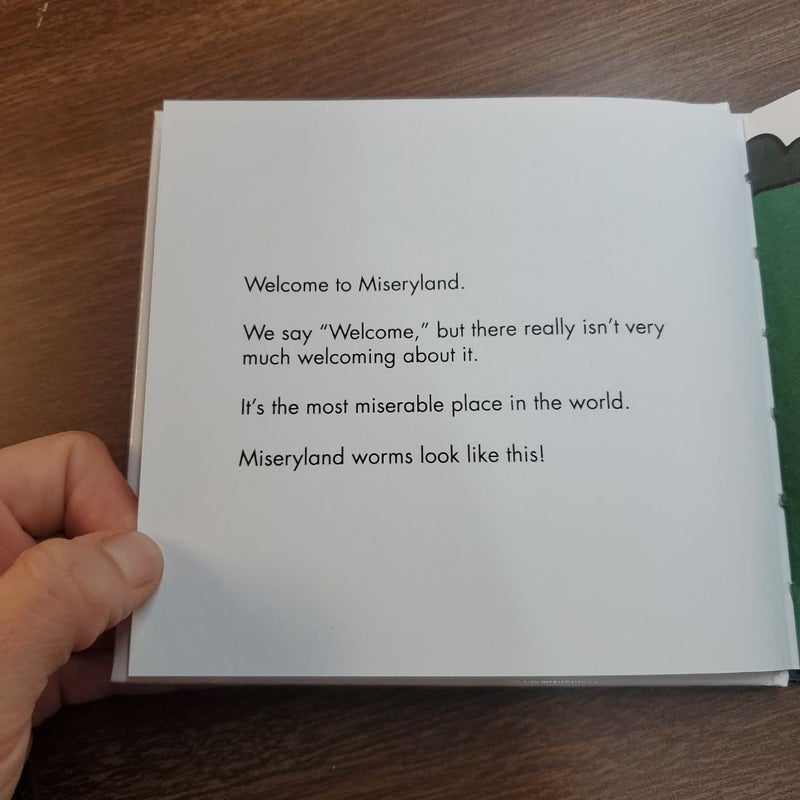 Welcome to Miseryland.
We say “Welcome,” but there really isn’t very
much welcoming about it.
It’s the most miserable place in the world.
Miseryland worms look like this!